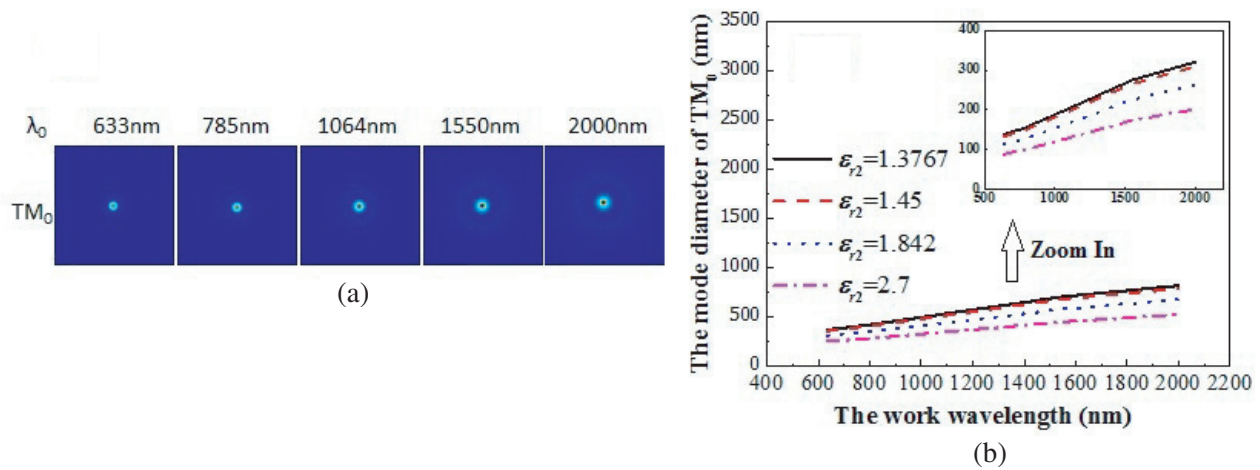 λ₀ 633nm 785nm 1064nm 1550nm 2000nm
TM₀
(a)
The mode diameter of TM₀ (nm)
3500
3000
2500
2000
1500
1000
500
0
400 600 800 1000 1200 1400 1600 1800 2000 2200
The work wavelength (nm)
εr2=1.3767
εr2=1.45
εr2=1.842
εr2=2.7
400
300
200
100
0
500 1000 1500 2000
Zoom In
(b)